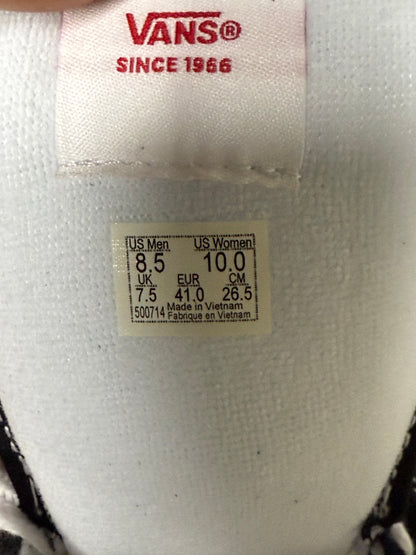 VANS®
SINCE 1966
US Men US Women
8.5 10.0
UK EUR CM
7.5 41.0 26.5
500714 Made in Vietnam
Fabrique en Vietnam